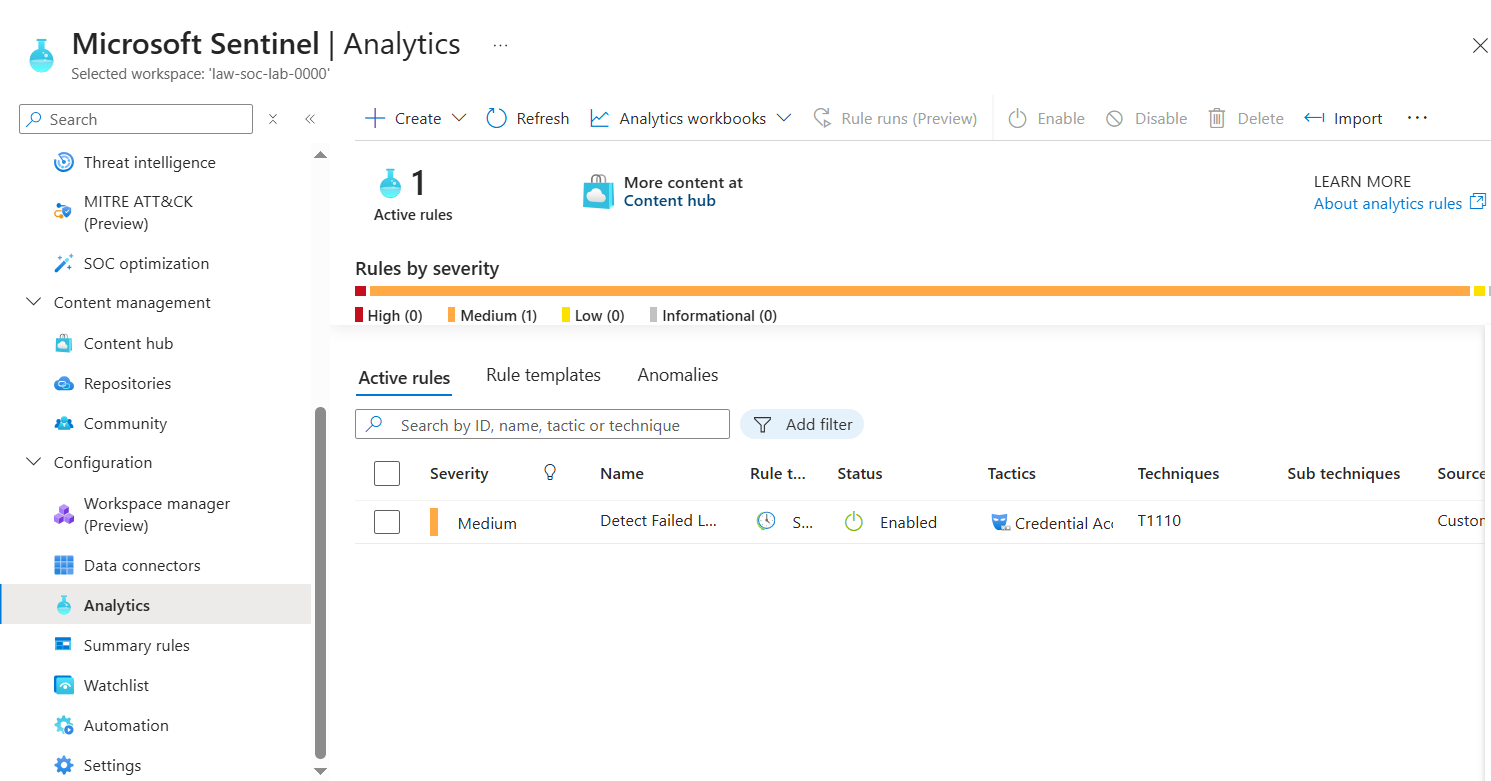 Microsoft Sentinel | Analytics ...
Selected workspace: 'law-soc-lab-0000'
Search
Threat intelligence
MITRE ATT&CK
(Preview)
SOC optimization
Content management
Content hub
Repositories
Community
Configuration
Workspace manager
(Preview)
Data connectors
Analytics
Summary rules
Watchlist
Automation
Settings
Create Refresh Analytics workbooks Rule runs (Preview) Enable Disable Delete Import ...
1
Active rules
More content at
Content hub
LEARN MORE
About analytics rules
Rules by severity
High (0) Medium (1) Low (0) Informational (0)
Active rules Rule templates Anomalies
Search by ID, name, tactic or technique Add filter
Severity Name Rule t... Status Tactics Techniques Sub techniques Source
Medium Detect Failed L... S... Enabled Credential Acc T1110 Custom